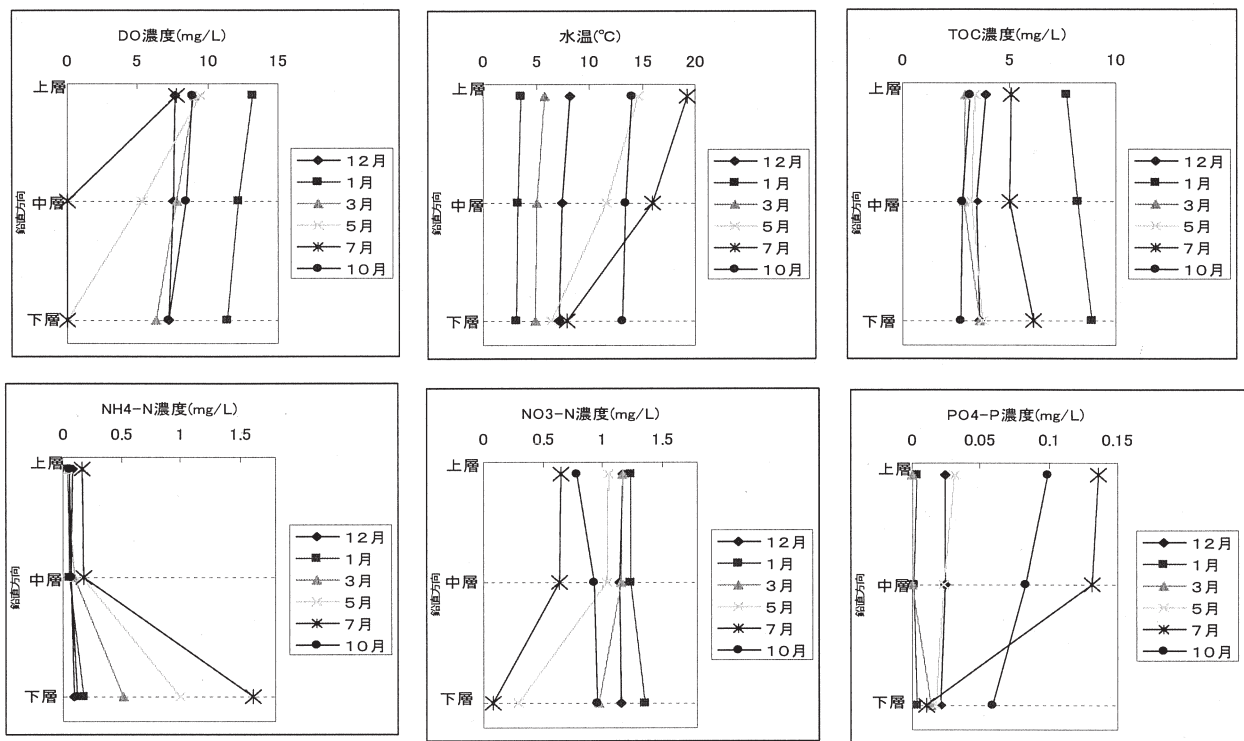 DO濃度(mg/L)
0 5 10 15
上層
中層
下層
鉛直方向
12月
1月
3月
5月
7月
10月
水温(℃)
0 5 10 15 20
上層
中層
下層
鉛直方向
12月
1月
3月
5月
7月
10月
TOC濃度(mg/L)
0 5 10
上層
中層
下層
鉛直方向
12月
1月
3月
5月
7月
10月
NH4-N濃度(mg/L)
0 0.5 1 1.5
上層
中層
下層
鉛直方向
12月
1月
3月
5月
7月
10月
NO3-N濃度(mg/L)
0 0.5 1 1.5
上層
中層
下層
鉛直方向
12月
1月
3月
5月
7月
10月
PO4-P濃度(mg/L)
0 0.05 0.1 0.15
上層
中層
下層
鉛直方向
12月
1月
3月
5月
7月
10月